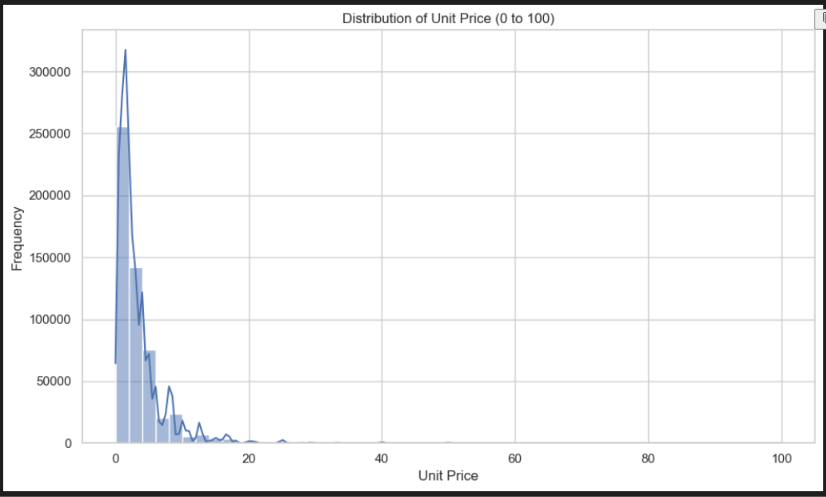 Distribution of Unit Price (0 to 100)
300000
250000
200000
150000
100000
50000
0
Frequency
0 20 40 60 80 100
Unit Price